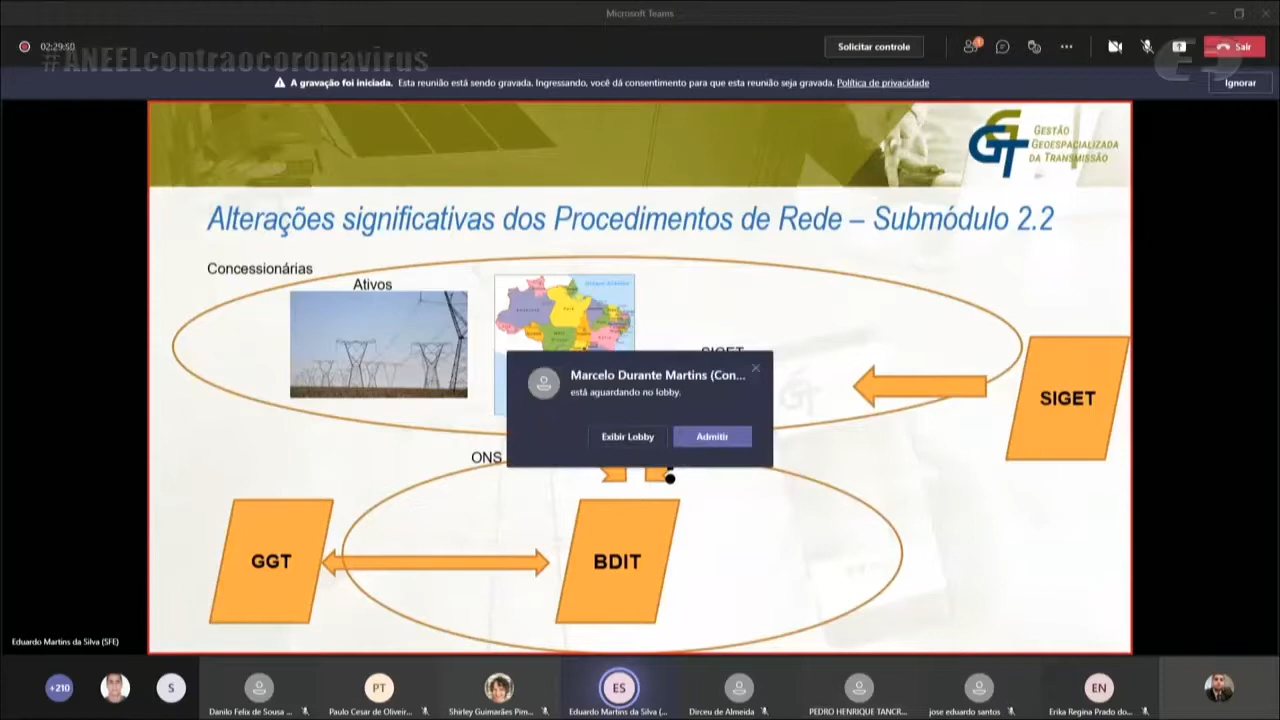 Microsoft Teams
02:29:50
#ANEELcontraocoronavírus
Solicitar controle
1
Sair
A gravação foi iniciada. Esta reunião está sendo gravada. Ingressando, você dá consentimento para que esta reunião seja gravada. Política de privacidade
Ignorar
GGT
GESTÃO
GEOESPACIALIZADA
DA TRANSMISSÃO
Alterações significativas dos Procedimentos de Rede – Submódulo 2.2
Concessionárias
Ativos
SIGET
SIGET
Marcelo Durante Martins (Con...
está aguardando no lobby.
Exibir Lobby
Admitir
ONS
GGT
BDIT
Eduardo Martins da Silva (SFE)
+210
S
PT
ES
EN
Danilo Felix de Sousa ...
Paulo Cesar de Oliveir...
Shirley Guimarães Pim...
Eduardo Martins da Silva (...
Dirceu de Almeida
PEDRO HENRIQUE TANCR...
jose eduardo santos
Erika Regina Prado do...